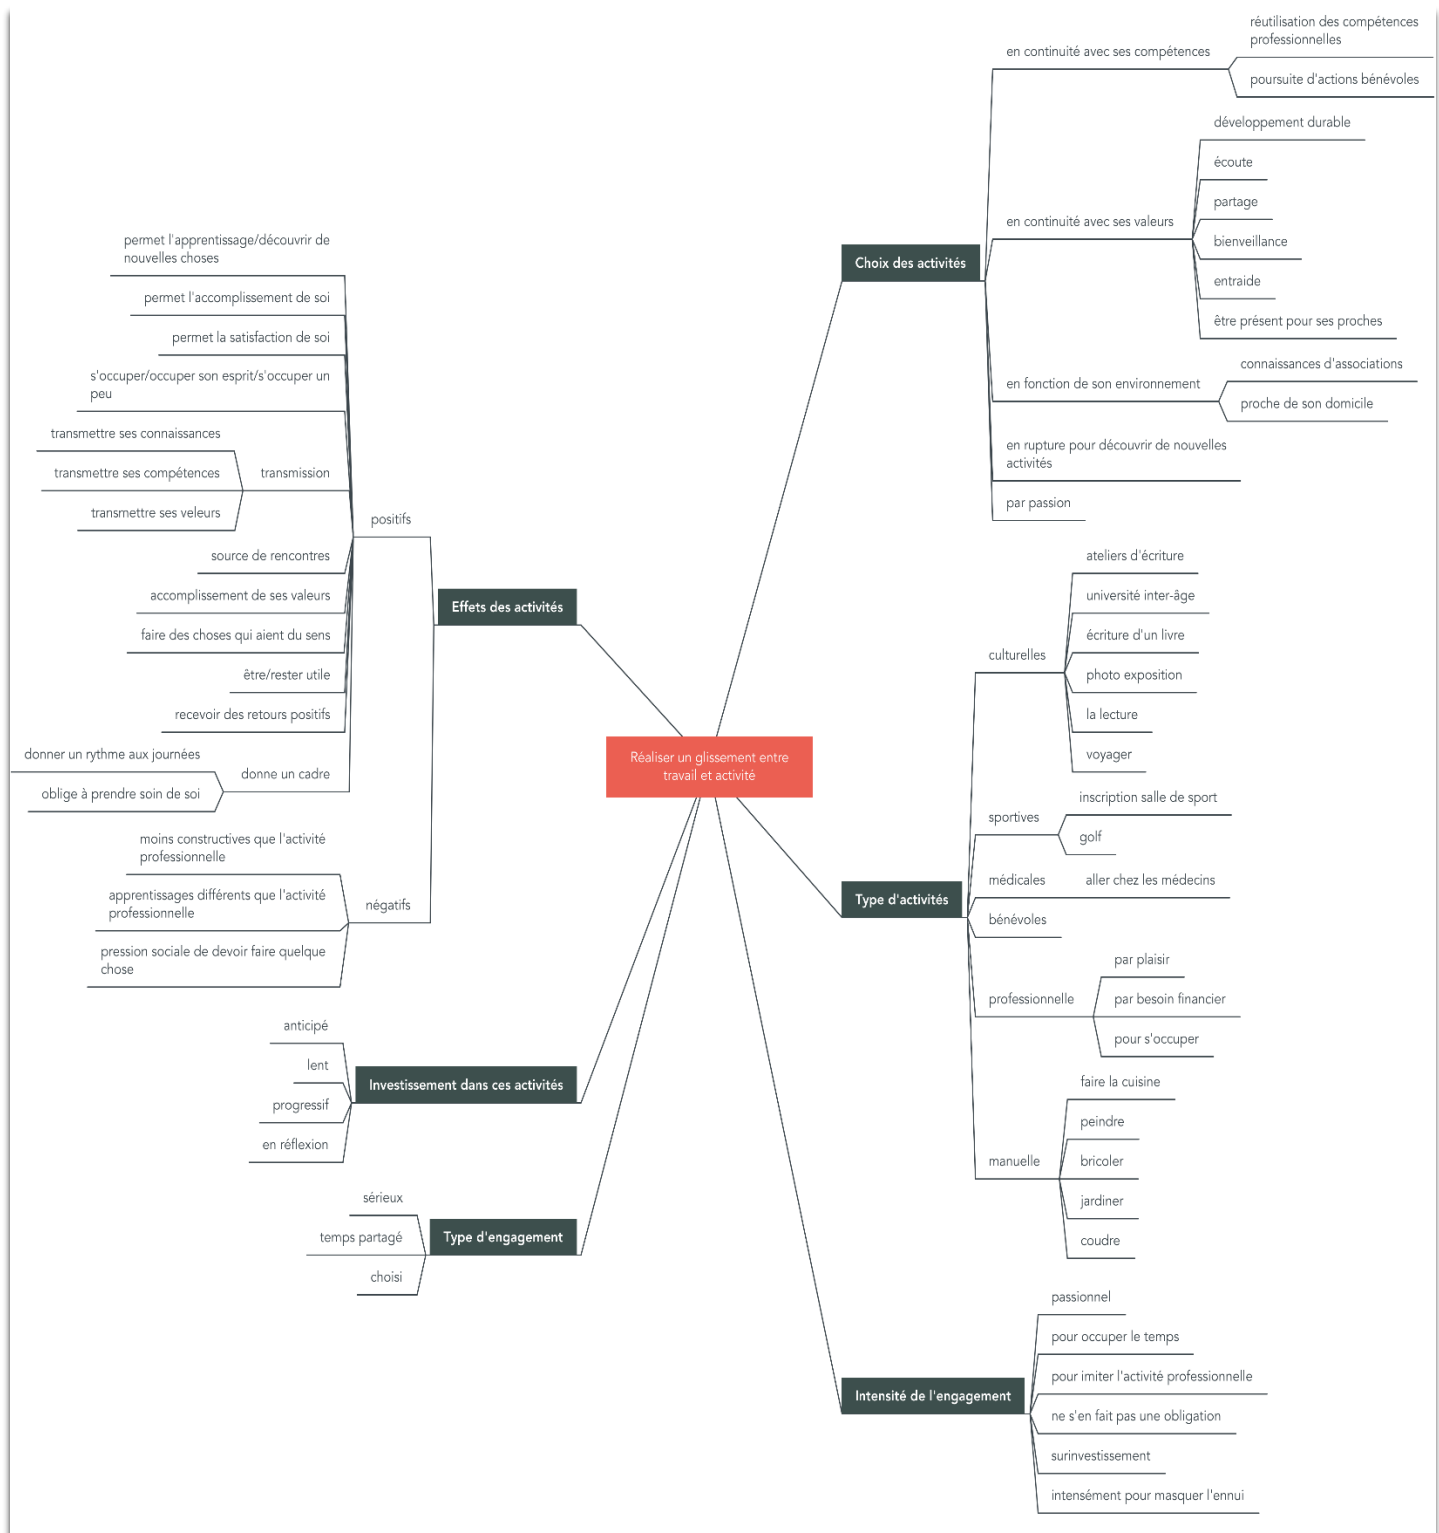 Réaliser un glissement entre
travail et activité
Choix des activités
en continuité avec ses compétences
réutilisation des compétences
professionnelles
poursuite d'actions bénévoles
en continuité avec ses valeurs
développement durable
écoute
partage
bienveillance
entraide
être présent pour ses proches
en fonction de son environnement
connaissances d'associations
proche de son domicile
en rupture pour découvrir de nouvelles
activités
par passion
Type d'activités
culturelles
ateliers d'écriture
université inter-âge
écriture d'un livre
photo exposition
la lecture
voyager
sportives
inscription salle de sport
golf
médicales
aller chez les médecins
bénévoles
professionnelle
par plaisir
par besoin financier
pour s'occuper
manuelle
faire la cuisine
peindre
bricoler
jardiner
coudre
Intensité de l'engagement
passionnel
pour occuper le temps
pour imiter l'activité professionnelle
ne s'en fait pas une obligation
surinvestissement
intensément pour masquer l'ennui
Effets des activités
positifs
permet l'apprentissage/découvrir de
nouvelles choses
permet l'accomplissement de soi
permet la satisfaction de soi
s'occuper/occuper son esprit/s'occuper un
peu
transmission
transmettre ses connaissances
transmettre ses compétences
transmettre ses veleurs
source de rencontres
accomplissement de ses valeurs
faire des choses qui aient du sens
être/rester utile
recevoir des retours positifs
donne un cadre
donner un rythme aux journées
oblige à prendre soin de soi
négatifs
moins constructives que l'activité
professionnelle
apprentissages différents que l'activité
professionnelle
pression sociale de devoir faire quelque
chose
Investissement dans ces activités
anticipé
lent
progressif
en réflexion
Type d'engagement
sérieux
temps partagé
choisi